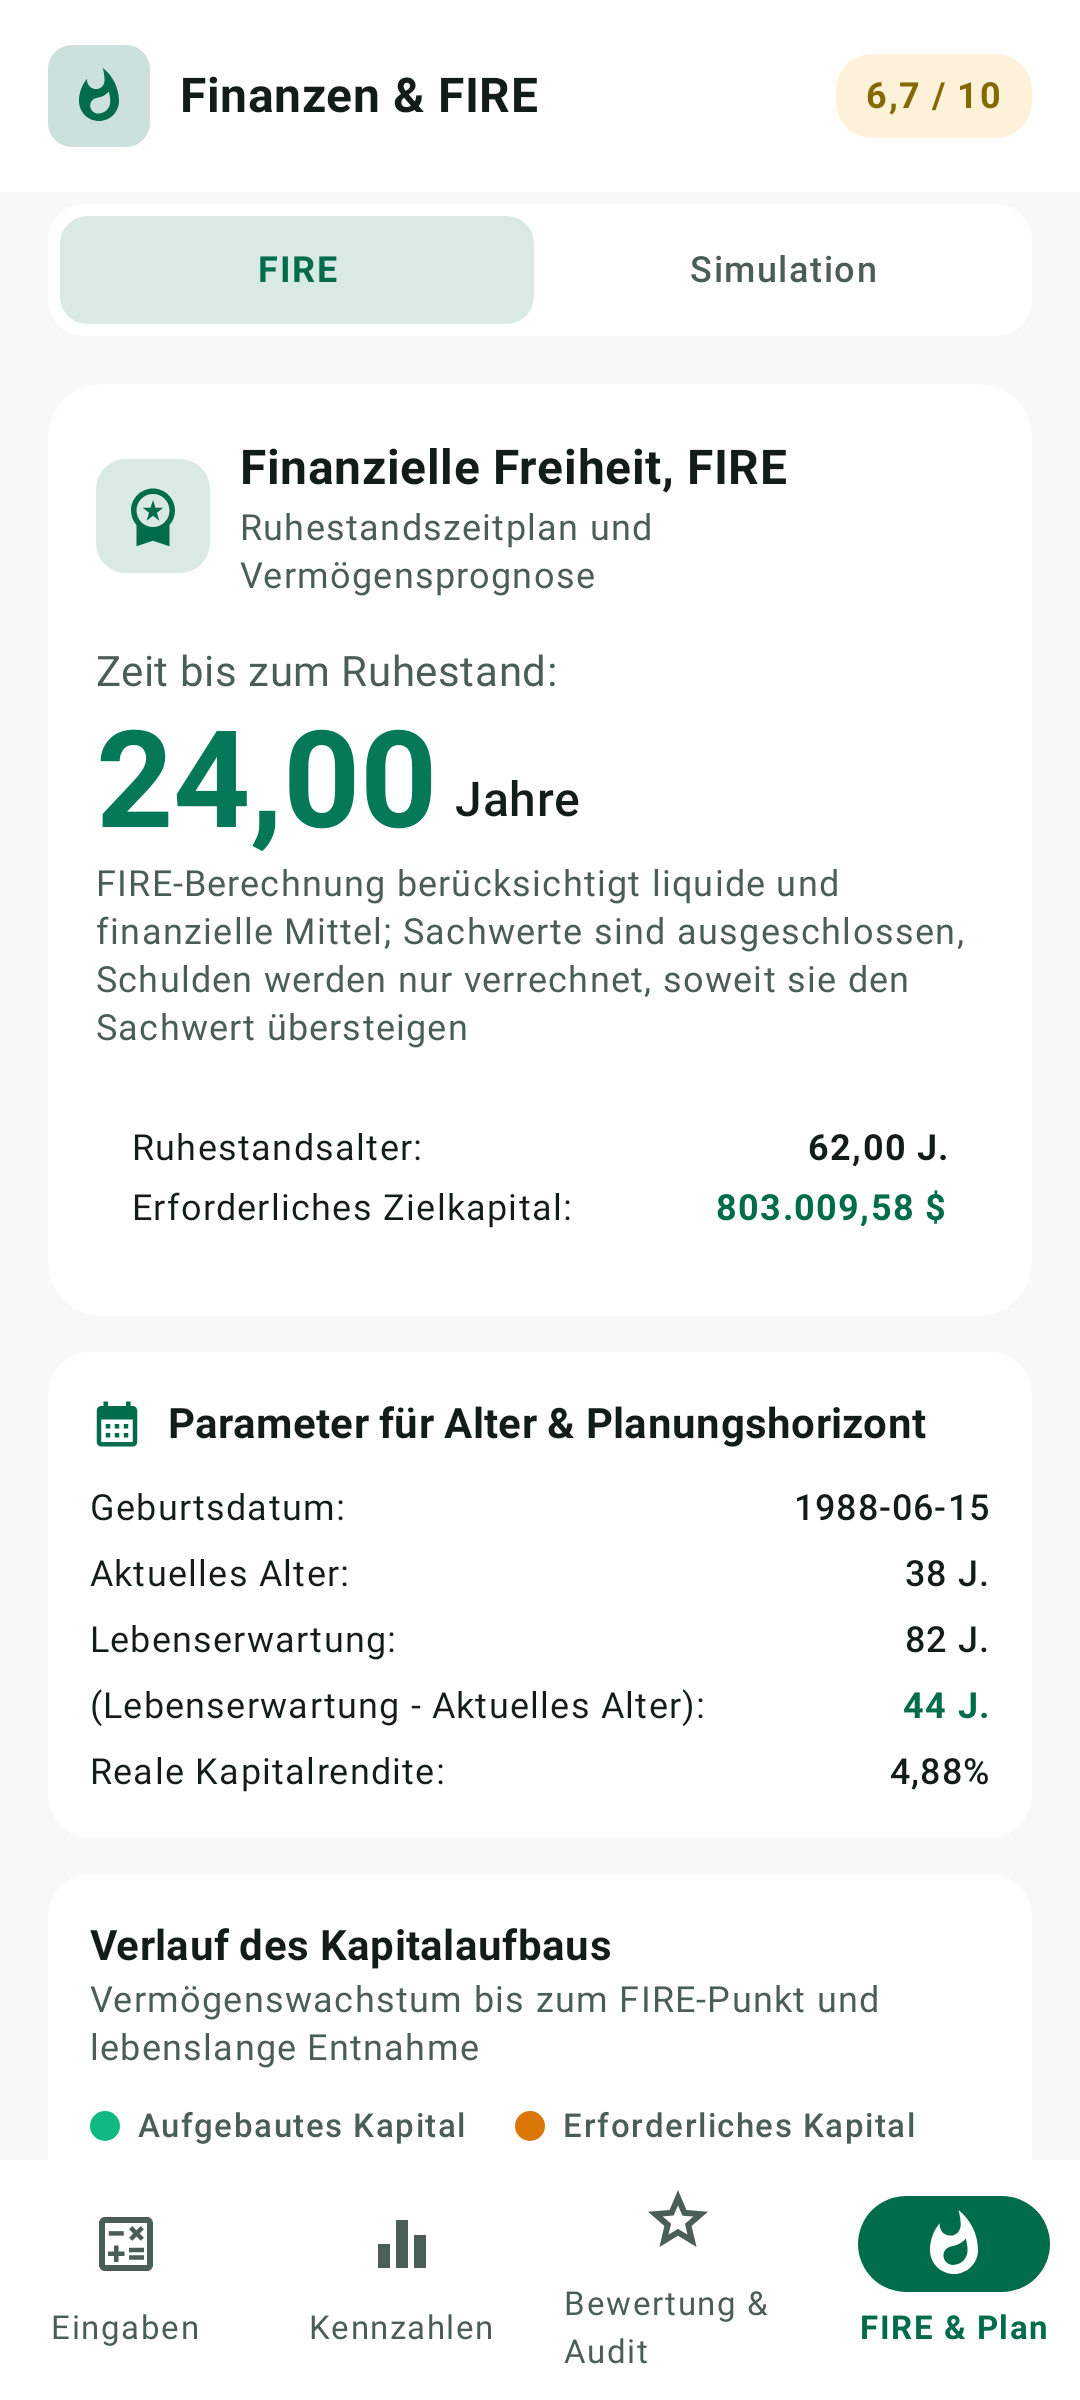 Finanzen & FIRE
6,7 / 10
FIRE
Simulation
Finanzielle Freiheit, FIRE
Ruhestandszeitplan und
Vermögensprognose
Zeit bis zum Ruhestand:
24,00 Jahre
FIRE-Berechnung berücksichtigt liquide und
finanzielle Mittel; Sachwerte sind ausgeschlossen,
Schulden werden nur verrechnet, soweit sie den
Sachwert übersteigen
Ruhestandsalter: 62,00 J.
Erforderliches Zielkapital: 803.009,58 $
Parameter für Alter & Planungshorizont
Geburtsdatum: 1988-06-15
Aktuelles Alter: 38 J.
Lebenserwartung: 82 J.
(Lebenserwartung - Aktuelles Alter): 44 J.
Reale Kapitalrendite: 4,88%
Verlauf des Kapitalaufbaus
Vermögenswachstum bis zum FIRE-Punkt und
lebenslange Entnahme
Aufgebautes Kapital
Erforderliches Kapital
Eingaben
Kennzahlen
Bewertung &
Audit
FIRE & Plan